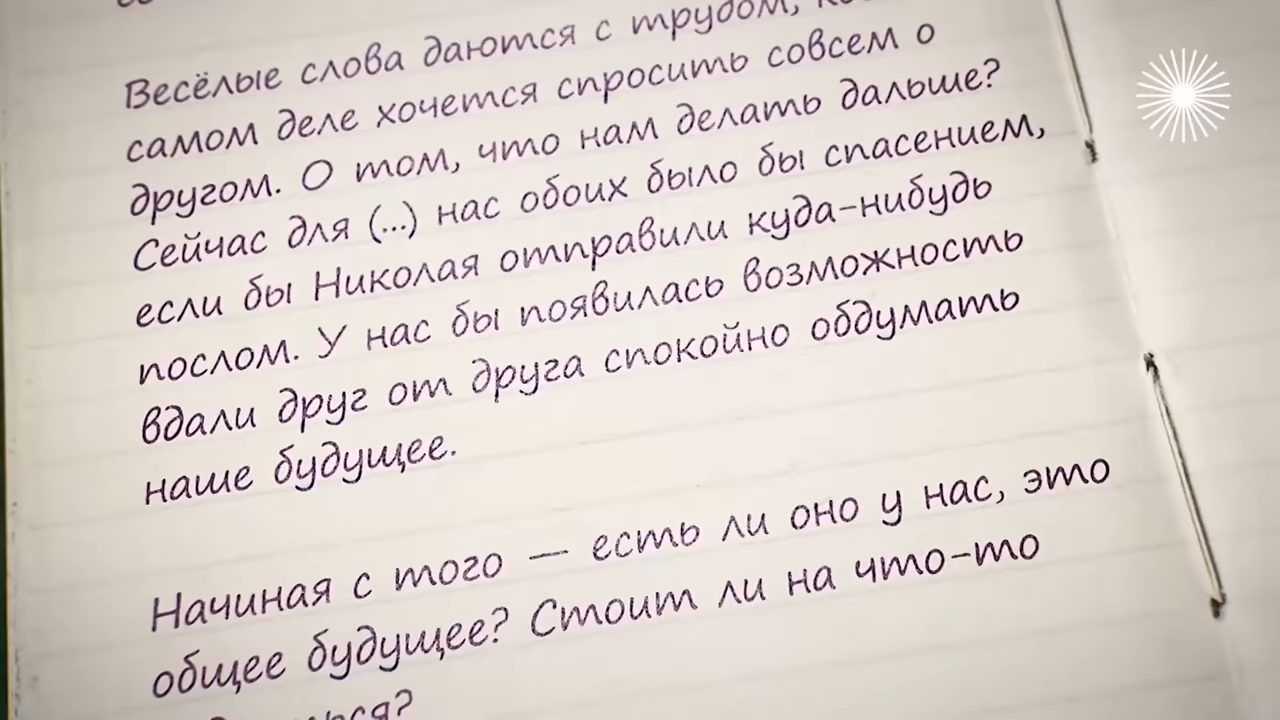 Весёлые слова даются с трудом,
самом деле хочется спросить совсем о
другом. О том, что нам делать дальше?
Сейчас для (...) нас обоих было бы спасением,
если бы Николая отправили куда-нибудь
послом. У нас бы появилась возможность
вдали друг от друга спокойно обдумать
наше будущее.
Начиная с того — есть ли оно у нас, это
общее будущее? Стоит ли на что-то